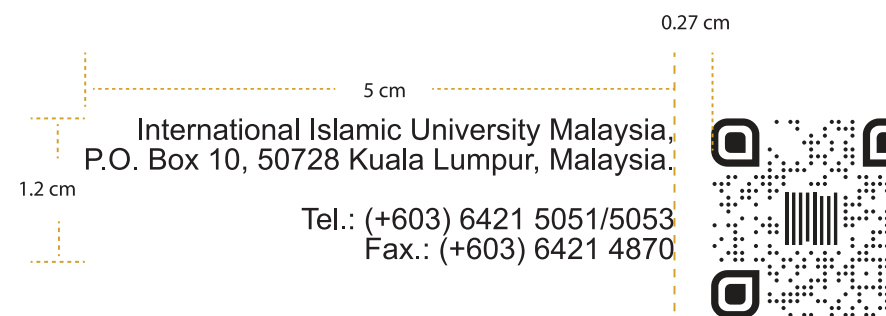 0.27 cm
5 cm
International Islamic University Malaysia,
P.O. Box 10, 50728 Kuala Lumpur, Malaysia.
1.2 cm
Tel.: (+603) 6421 5051/5053
Fax.: (+603) 6421 4870